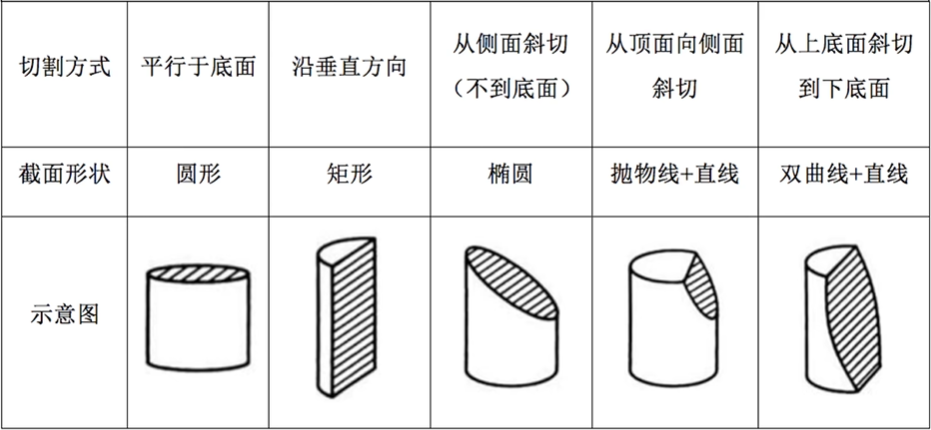 切割方式
平行于底面
沿垂直方向
从侧面斜切
（不到底面）
从顶面向侧面
斜切
从上底面斜切
到下底面
截面形状
圆形
矩形
椭圆
抛物线+直线
双曲线+直线
示意图